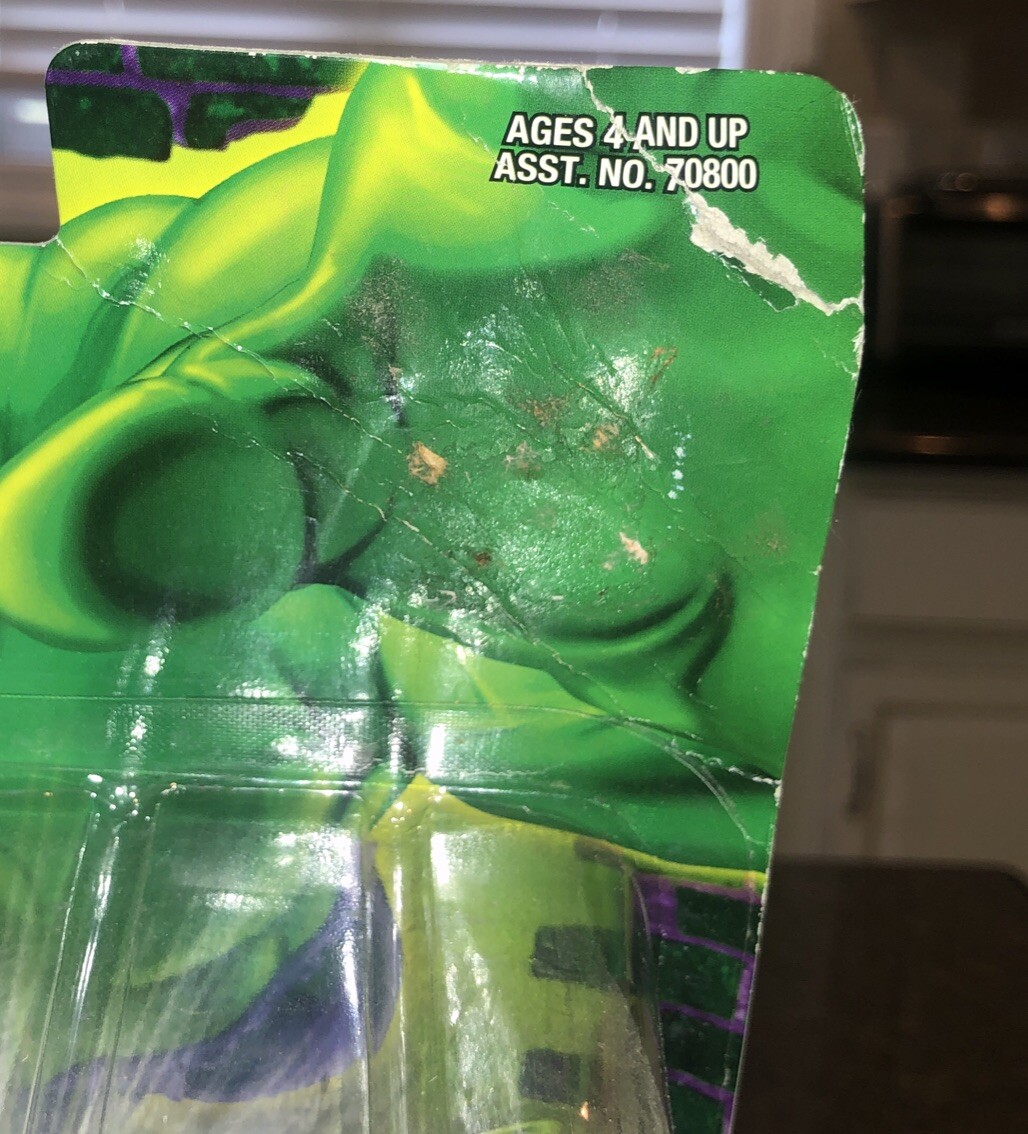 AGES 4 AND UP
ASST. NO. 70800